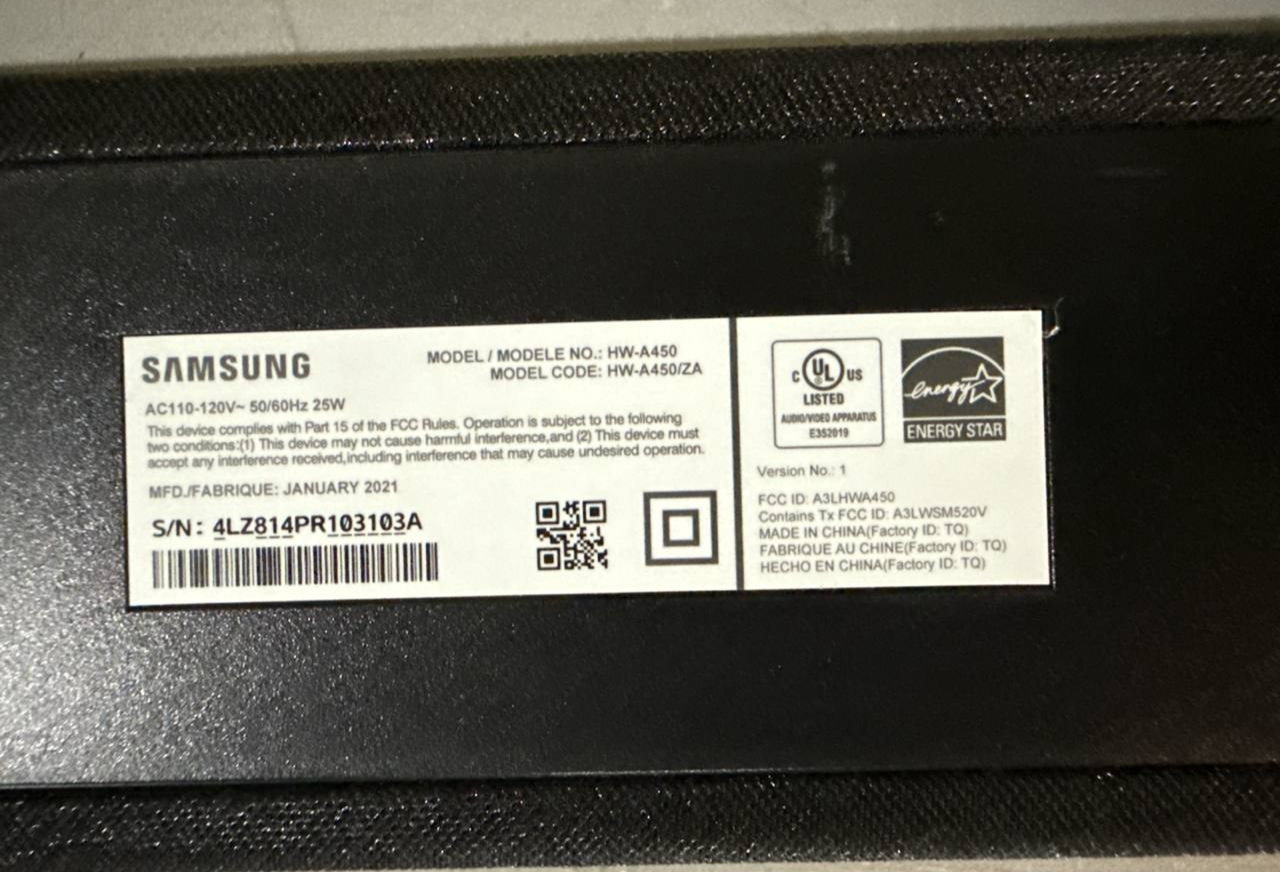 SAMSUNG
MODEL / MODELE NO.: HW-A450
MODEL CODE: HW-A450/ZA
AC110-120V~ 50/60Hz 25W
This device complies with Part 15 of the FCC Rules. Operation is subject to the following
two conditions:(1) This device may not cause harmful interference,and (2) This device must
accept any interference received,including interference that may cause undesired operation.
MFD./FABRIQUE: JANUARY 2021
S/N: 4LZ814PR103103A
C UL US
LISTED
AUDIO/VIDEO APPARATUS
E352019
energy
ENERGY STAR
Version No.: 1
FCC ID: A3LHWA450
Contains Tx FCC ID: A3LWSM520V
MADE IN CHINA(Factory ID: TQ)
FABRIQUE AU CHINE(Factory ID: TQ)
HECHO EN CHINA(Factory ID: TQ)